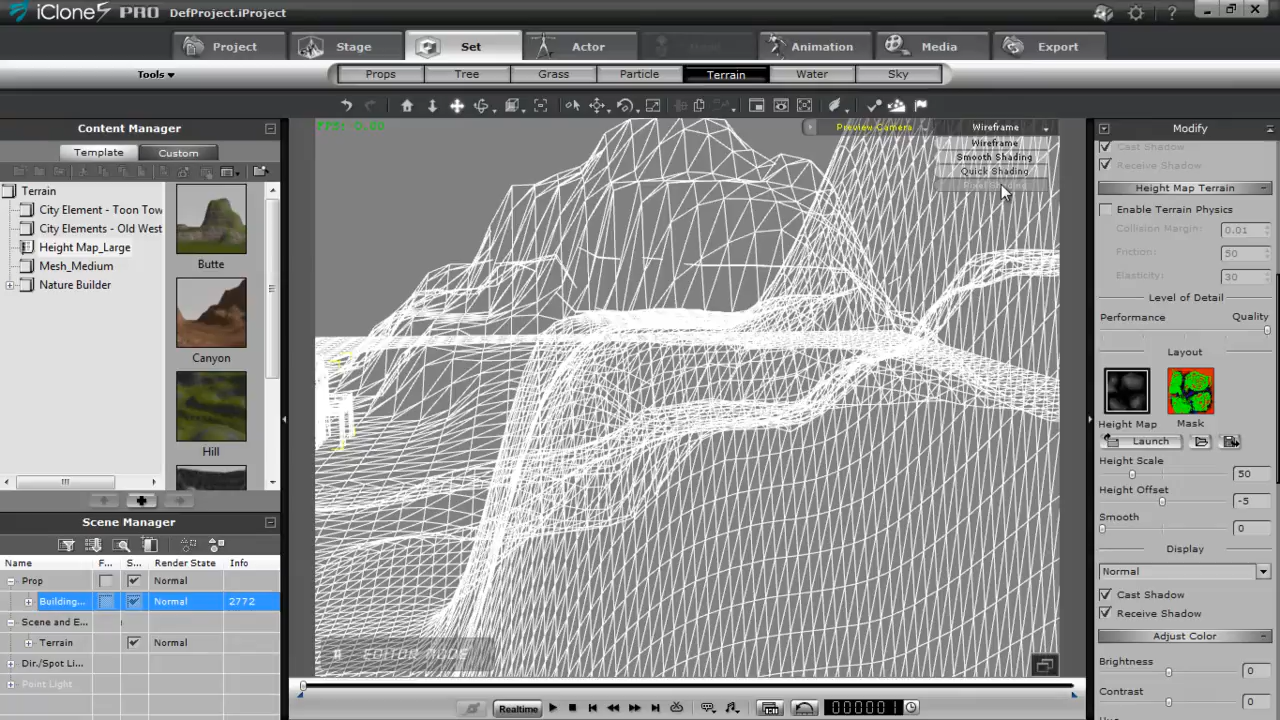 iClone5 PRO DefProject.iProject
Project Stage Set Actor Animation Media Export
Tools Props Tree Grass Particle Terrain Water Sky
Content Manager
Template Custom
Terrain
City Element - Toon Tow
City Elements - Old West
Height Map_Large
Mesh_Medium
Nature Builder
Butte
Canyon
Hill
Scene Manager
Name F... S... Render State Info
Prop Normal
Building... Normal 2772
Scene and E...
Terrain Normal
Dir./Spot Li...
Point Light
FPS: 0.00
Preview Camera Wireframe
Wireframe
Smooth Shading
Quick Shading
EDITOR MODE
Realtime 000000 1
Modify
Cast Shadow
Receive Shadow
Height Map Terrain
Enable Terrain Physics
Collision Margin: 0.01
Friction: 50
Elasticity: 30
Level of Detail
Performance Quality
Layout
Height Map Mask
Launch
Height Scale
50
Height Offset
-5
Smooth
0
Display
Normal
Cast Shadow
Receive Shadow
Adjust Color
Brightness
0
Contrast
0